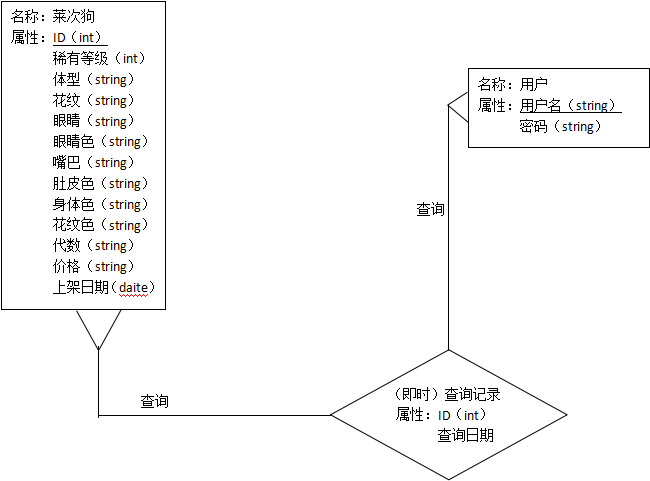 名称：莱次狗
属性：ID（int）
稀有等级（int）
体型（string）
花纹（string）
眼睛（string）
眼睛色（string）
嘴巴（string）
肚皮色（string）
身体色（string）
花纹色（string）
代数（string）
价格（string）
上架日期（daite）
名称：用户
属性：用户名（string）
密码（string）
查询
查询
（即时）查询记录
属性：ID（int）
查询日期